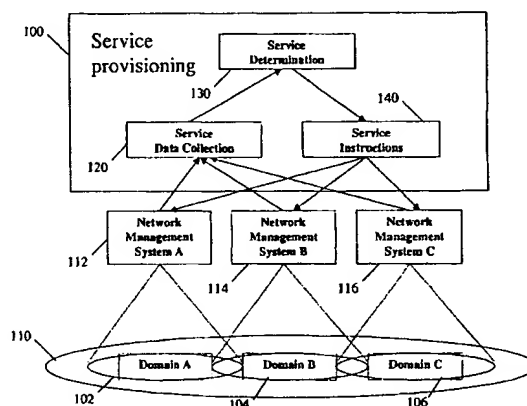 100
Service
provisioning
Service
Determination
130
140
Service
Data Collection
Service
Instructions
120
Network
Management
System A
Network
Management
System B
Network
Management
System C
112
114
116
110
Domain A
Domain B
Domain C
102
104
106